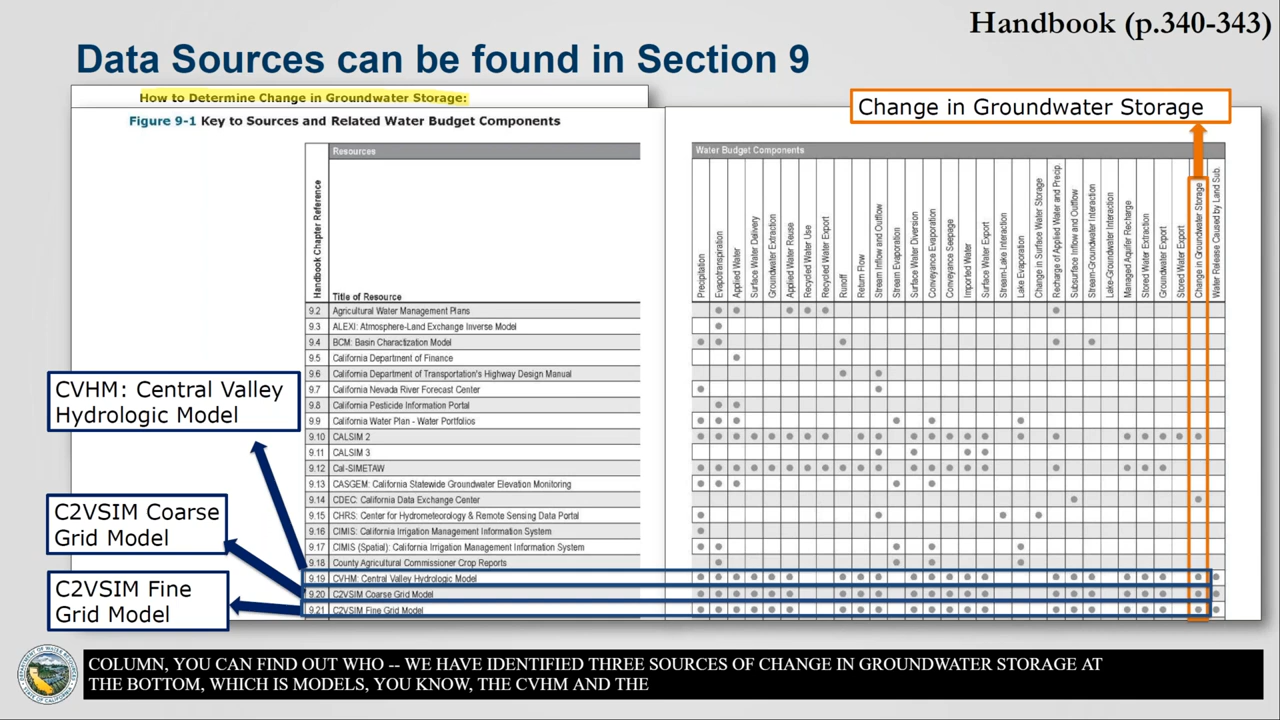 Handbook (p.340-343)
Data Sources can be found in Section 9
How to Determine Change in Groundwater Storage:
Figure 9-1 Key to Sources and Related Water Budget Components
Change in Groundwater Storage
Handbook Chapter Reference
Resources
Title of Resource
Water Budget Components
Precipitation
Evapotranspiration
Applied Water
Surface Water Delivery
Groundwater Extraction
Applied Reuse
Recycled Water Use
Recycled Water Export
Runoff
Return Flow
Stream Inflow and Outflow
Stream Evaporation
Surface Water Diversion
Conveyance Evaporation
Conveyance Seepage
Imported Water
Surface Water Export
Stream-Lake Interaction
Lake Evaporation
Change in Surface Water Storage
Recharge of Applied Water and Precip.
Subsurface Inflow and Outflow
Stream-Groundwater Interaction
Lake-Groundwater Interaction
Managed Aquifer Recharge
Stored Water Extraction
Groundwater Export
Stored Water Export
Change in Groundwater Storage
Water Release Caused by Land Sub.
9.2 Agricultural Water Management Plans
9.3 ALEXI: Atmosphere-Land Exchange Inverse Model
9.4 BCM: Basin Charactization Model
9.5 California Department of Finance
9.6 California Department of Transportation's Highway Design Manual
9.7 California Nevada River Forecast Center
9.8 California Pesticide Information Portal
9.9 California Water Plan - Water Portfolios
9.10 CALSIM 2
9.11 CALSIM 3
9.12 Cal-SIMETAW
9.13 CASGEM: California Statewide Groundwater Elevation Monitoring
9.14 CDEC: California Data Exchange Center
9.15 CHRS: Center for Hydrometeorology & Remote Sensing Data Portal
9.16 CIMIS: California Irrigation Management Information System
9.17 CIMIS (Spatial): California Irrigation Management Information System
9.18 County Agricultural Commissioner Crop Reports
9.19 CVHM: Central Valley Hydrologic Model
9.20 C2VSIM Coarse Grid Model
9.21 C2VSIM Fine Grid Model
CVHM: Central Valley
Hydrologic Model
C2VSIM Coarse
Grid Model
C2VSIM Fine
Grid Model
COLUMN, YOU CAN FIND OUT WHO -- WE HAVE IDENTIFIED THREE SOURCES OF CHANGE IN GROUNDWATER STORAGE AT
THE BOTTOM, WHICH IS MODELS, YOU KNOW, THE CVHM AND THE